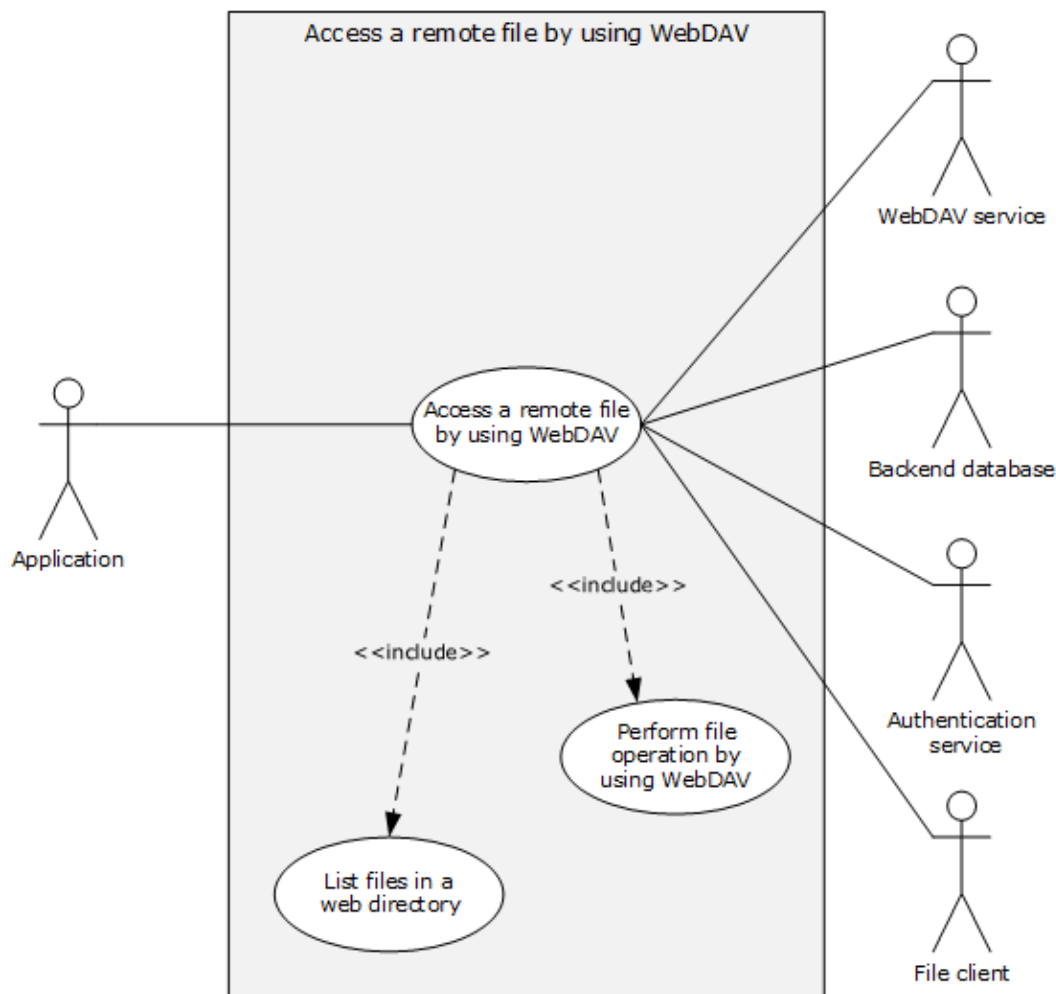 Access a remote file by using WebDAV
WebDAV service
Backend database
Access a remote file
by using WebDAV
Application
<<include>>
<<include>>
Authentication
service
Perform file
operation by
using WebDAV
List files in a
web directory
File client